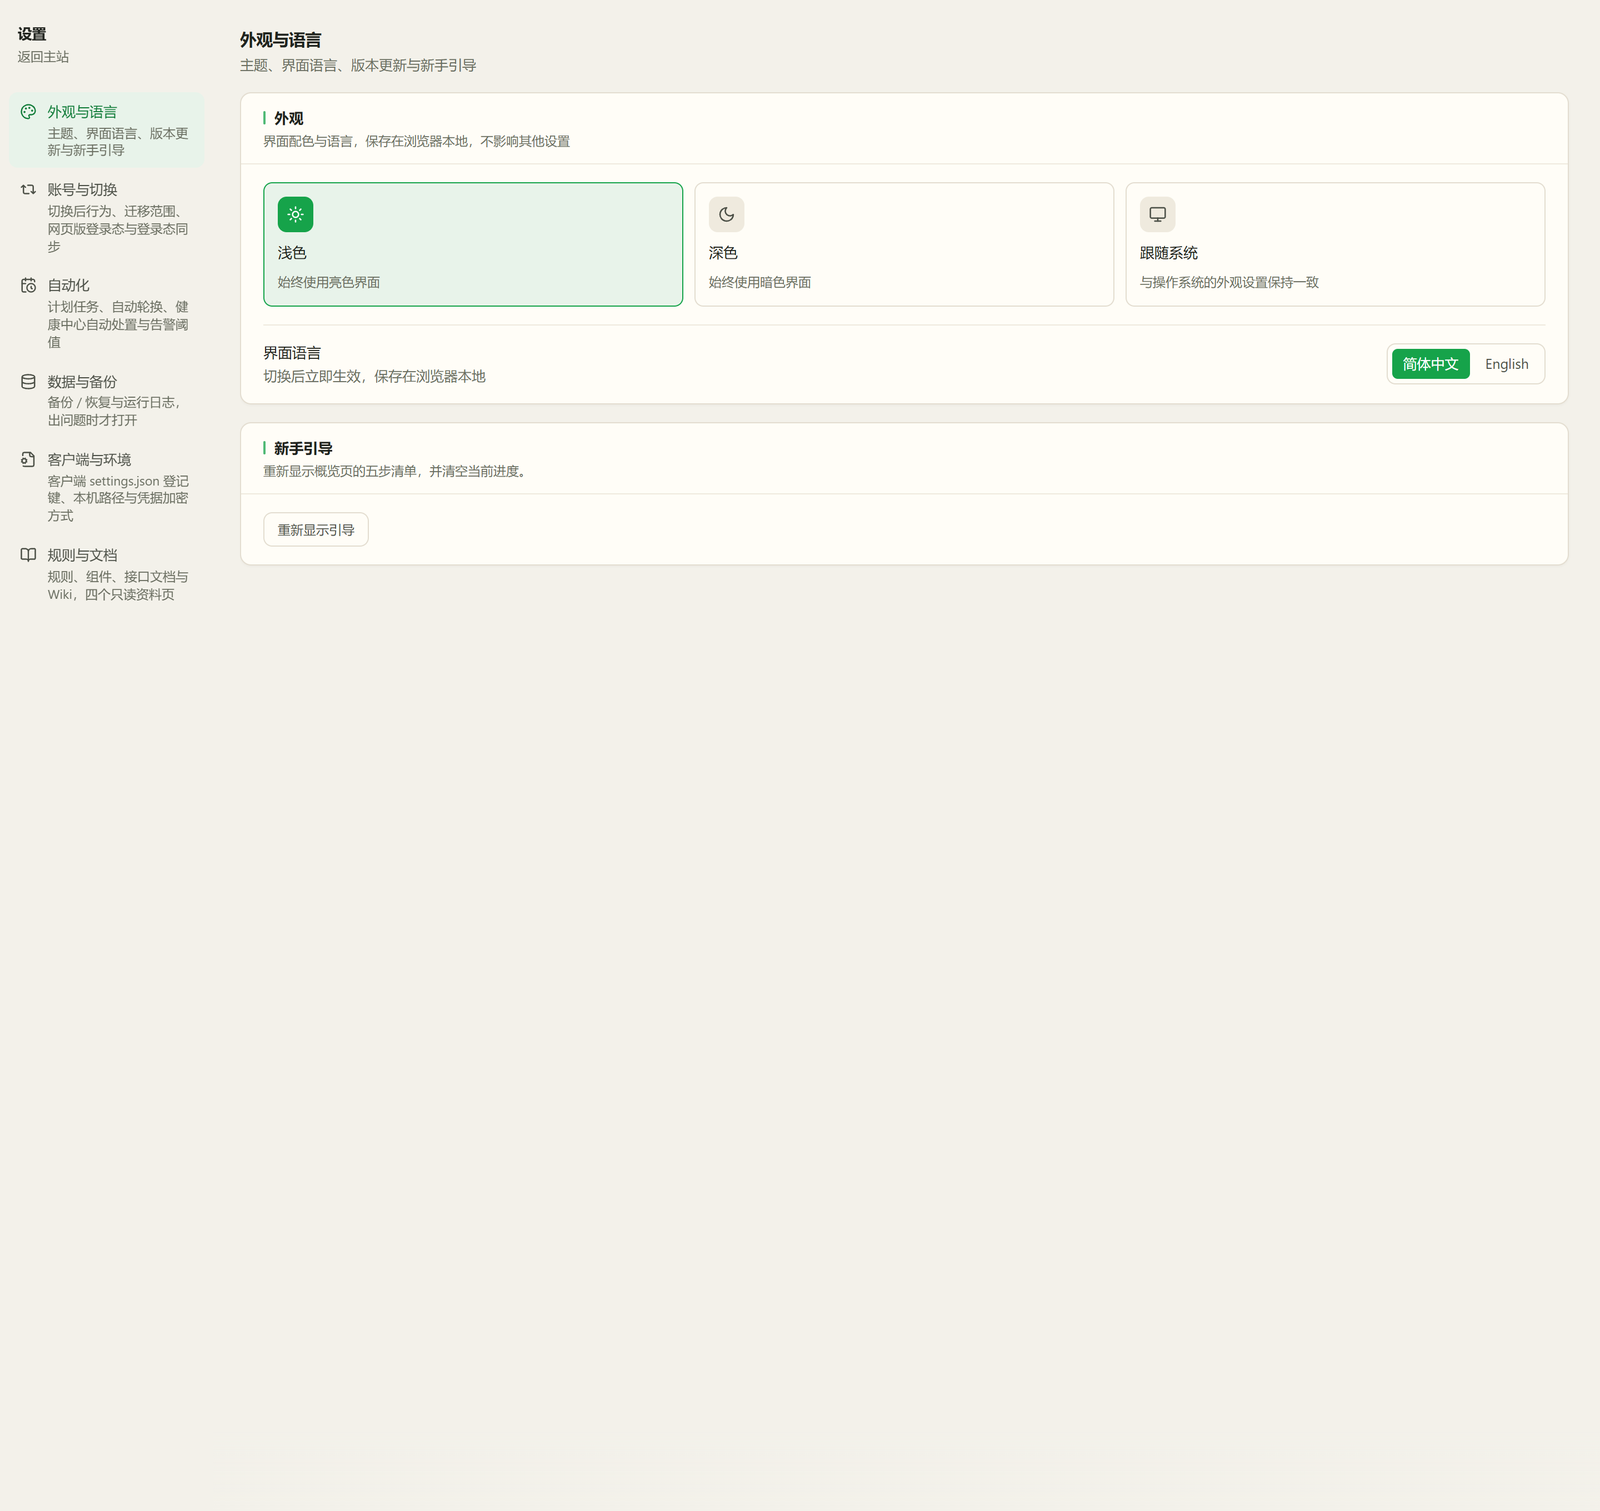 设置
返回主站
外观与语言
主题、界面语言、版本更
新与新手引导
账号与切换
切换后行为、迁移范围、
网页版登录态与登录态同
步
自动化
计划任务、自动轮换、健
康中心自动处置与告警阈
值
数据与备份
备份 / 恢复与运行日志，
出问题时才打开
客户端与环境
客户端 settings.json 登记
键、本机路径与凭据加密
方式
规则与文档
规则、组件、接口文档与
Wiki，四个只读资料页
外观与语言
主题、界面语言、版本更新与新手引导
外观
界面配色与语言，保存在浏览器本地，不影响其他设置
浅色
始终使用亮色界面
深色
始终使用暗色界面
跟随系统
与操作系统的外观设置保持一致
界面语言
切换后立即生效，保存在浏览器本地
简体中文
English
新手引导
重新显示概览页的五步清单，并清空当前进度。
重新显示引导